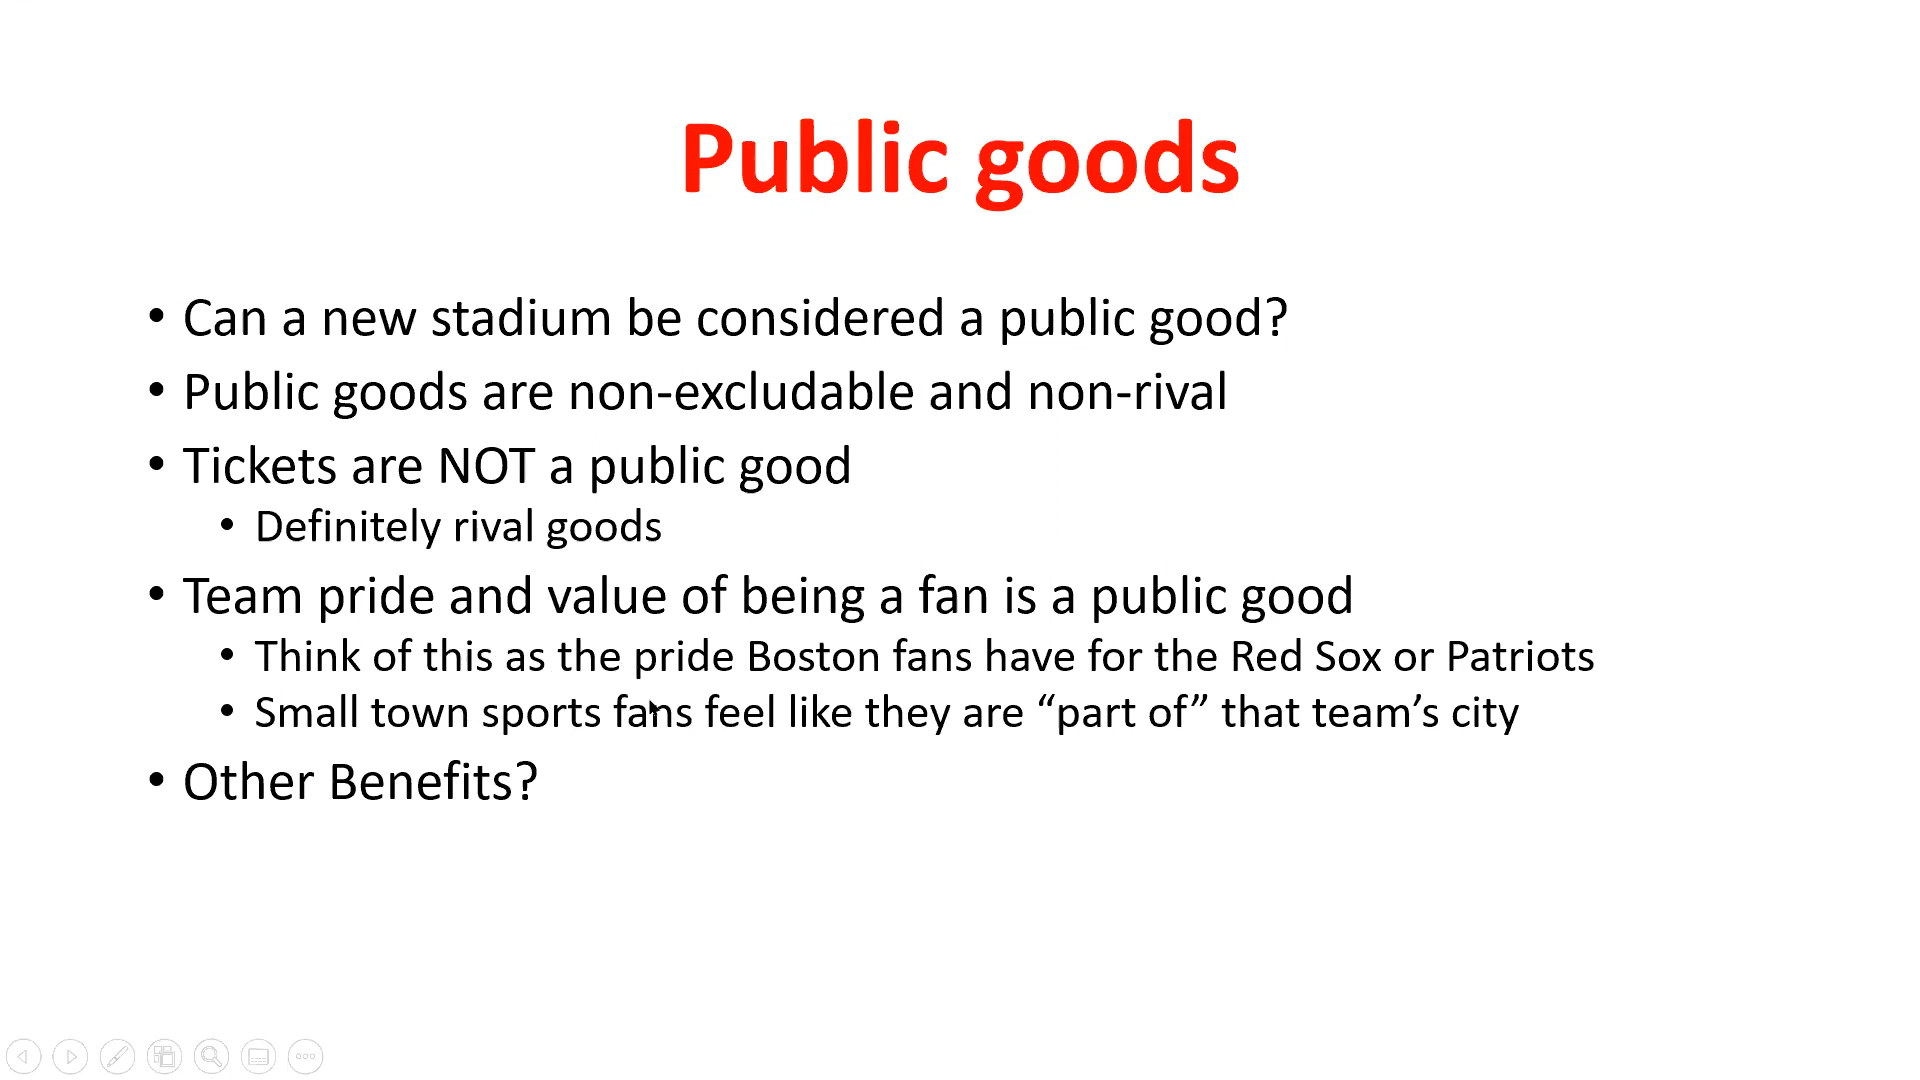 Public goods
• Can a new stadium be considered a public good?
• Public goods are non-excludable and non-rival
• Tickets are NOT a public good
• Definitely rival goods
• Team pride and value of being a fan is a public good
• Think of this as the pride Boston fans have for the Red Sox or Patriots
• Small town sports fans feel like they are “part of” that team’s city
• Other Benefits?